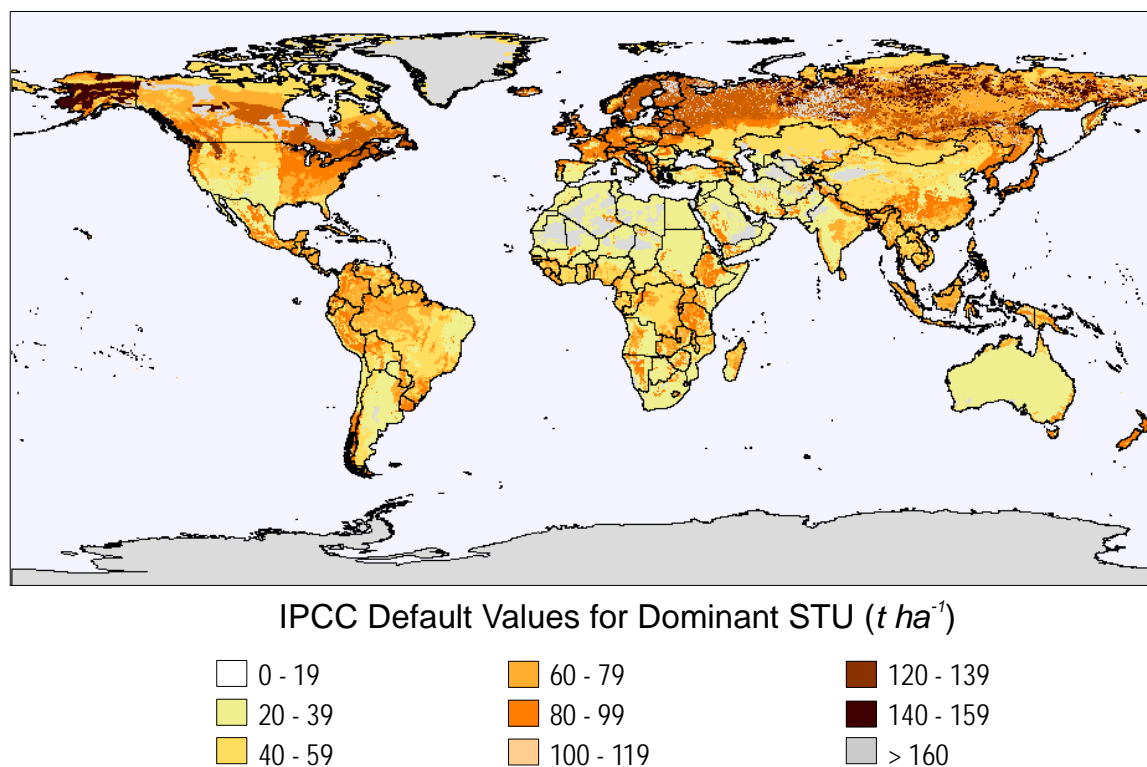 IPCC Default Values for Dominant STU (t ha-1)
0 - 19
20 - 39
40 - 59
60 - 79
80 - 99
100 - 119
120 - 139
140 - 159
> 160